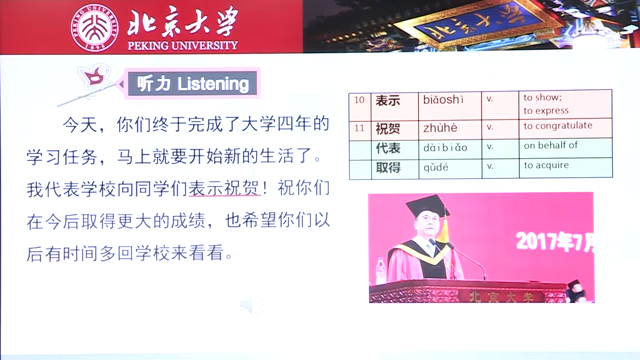 北京大学
PEKING UNIVERSITY
听力 Listening
今天，你们终于完成了大学四年的
学习任务，马上就要开始新的生活了。
我代表学校向同学们表示祝贺！祝你们
在今后取得更大的成绩，也希望你们以
后有时间多回学校来看看。
10 表示 biǎoshì v. to show;
to express
11 祝贺 zhùhè v. to congratulate
代表 dàibiǎo v. on behalf of
取得 qǔdé v. to acquire
2017年7月
北京大学